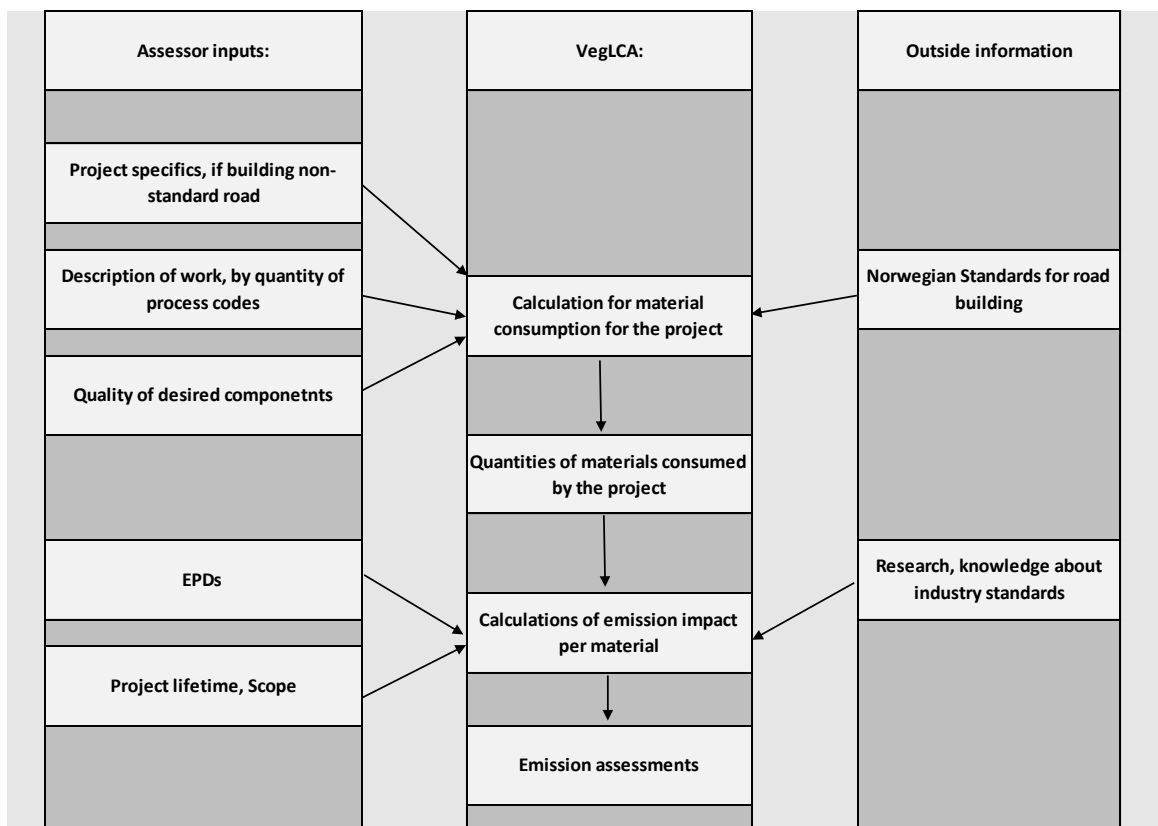 Assessor inputs:
VegLCA:
Outside information
Project specifics, if building non-
standard road
Description of work, by quantity of
process codes
Quality of desired componetnts
EPDs
Project lifetime, Scope
Calculation for material
consumption for the project
Quantities of materials consumed
by the project
Calculations of emission impact
per material
Emission assessments
Norwegian Standards for road
building
Research, knowledge about
industry standards